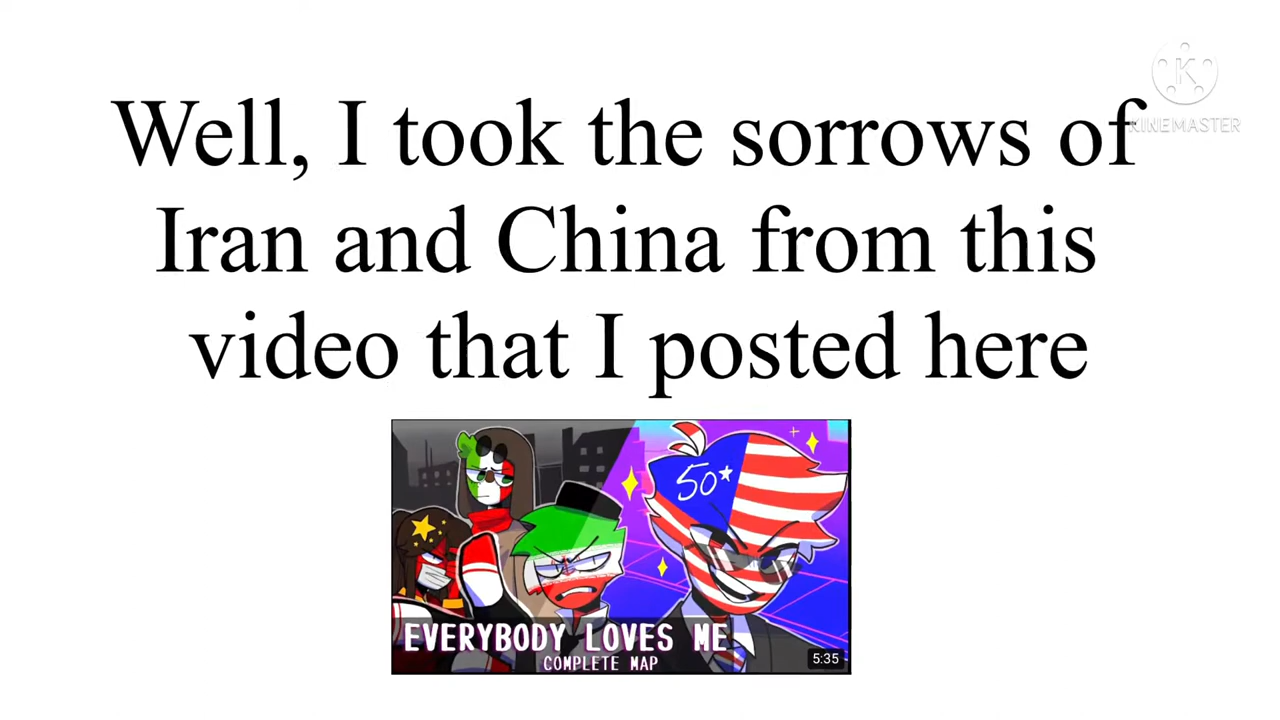 Well, I took the sorrows of
KINEMASTER
Iran and China from this
video that I posted here
50
EVERYBODY LOVES ME
COMPLETE MAP
5:35